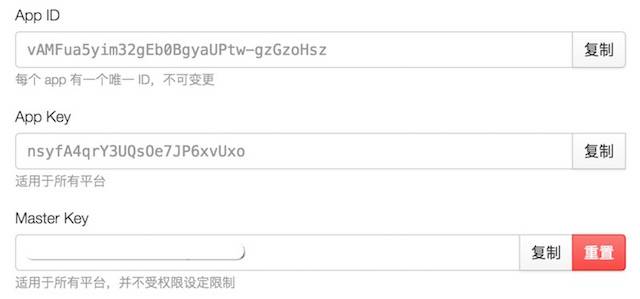 App ID
vAMFua5yim32gEb0BgyaUPtw-gzGzoHsz 复制
每个 app 有一个唯一 ID，不可变更
App Key
nsyfA4qrY3UQsOe7JP6xvUxo 复制
适用于所有平台
Master Key
复制 重置
适用于所有平台，并不受权限设定限制